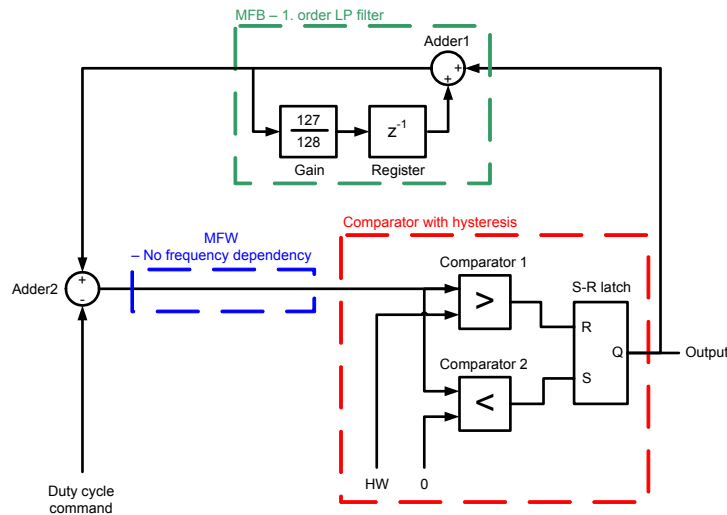 MFB – 1. order LP filter
Adder1
+
+
127
128
z-1
Gain
Register
MFW
– No frequency dependency
Comparator with hysteresis
Adder2
+
-
Comparator 1
>
S-R latch
R
Q
Output
S
Comparator 2
<
HW
0
Duty cycle
command